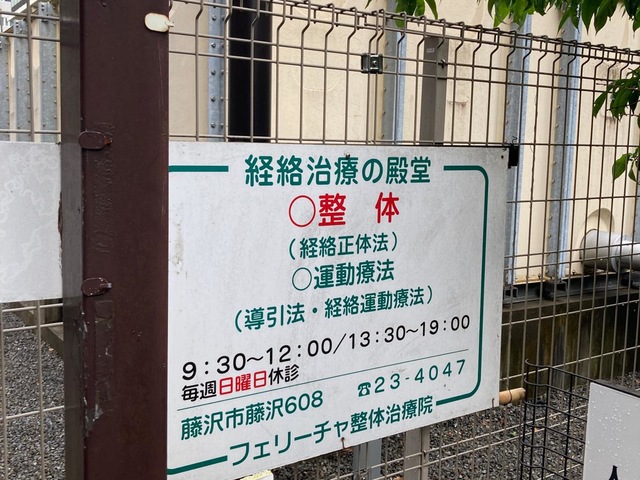 経絡治療の殿堂
○整 体
(経絡正体法)
○運動療法
(導引法・経絡運動療法)
9:30〜12:00/13:30〜19:00
毎週日曜日休診
☎23-4047
藤沢市藤沢608
フェリーチャ整体治療院